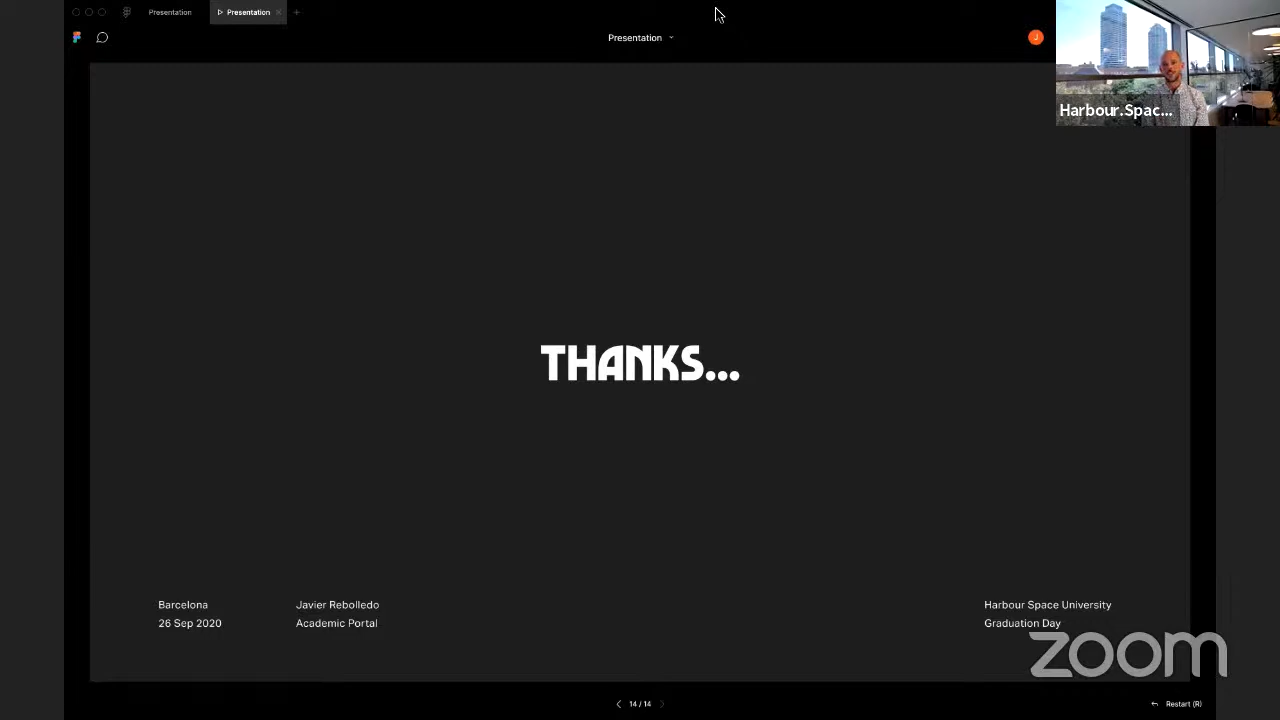 Presentation
Presentation
Presentation
J
Harbour.Spac...
THANKS...
Barcelona
26 Sep 2020
Javier Rebolledo
Academic Portal
Harbour Space University
Graduation Day
zoom
14 / 14
Restart (R)